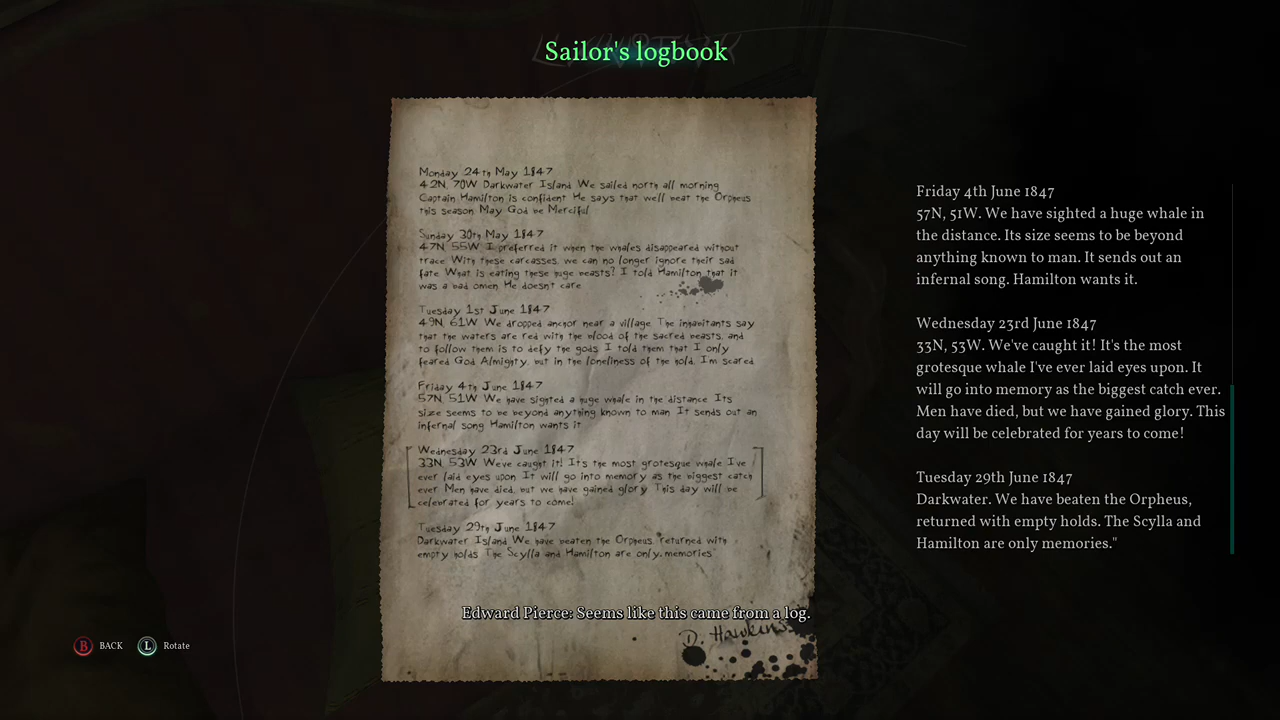 Sailor's logbook
Monday 24th May 1847
42N, 70W Darkwater Island We sailed north all morning
Captain Hamilton is confident He says that well beat the Orpheus
this season May God be Merciful
Sunday 30th May 1847
47N 55W I preferred it when the whales disappeared without
trace With these carcasses, we can no longer ignore their sad
fate What is eating these huge beasts? I told Hamilton that it
was a bad omen He doesnt care
Tuesday 1st June 1847
49N, 61W We dropped anchor near a village The inhabitants say
that the waters are red with the blood of the sacred beasts, and
to follow them is to defy the gods I told them that I only
feared God Almighty, but in the loneliness of the hold, I'm scared
Friday 4th June 1847
57N 51W We have sighted a huge whale in the distance Its
size seems to be beyond anything known to man It sends out an
infernal song Hamilton wants it
Wednesday 23rd June 1847
33N, 53W Weve caught it! It's the most grotesque whale I've
ever laid eyes upon It will go into memory as the biggest catch
ever Men have died, but we have gained glory This day will be
celebrated for years to come!
Tuesday 29th June 1847
Darkwater Island We have beaten the Orpheus, returned with
empty holds The Scylla and Hamilton are only memories"
D. Hawkins
Friday 4th June 1847
57N, 51W. We have sighted a huge whale in
the distance. Its size seems to be beyond
anything known to man. It sends out an
infernal song. Hamilton wants it.
Wednesday 23rd June 1847
33N, 53W. We've caught it! It's the most
grotesque whale I've ever laid eyes upon. It
will go into memory as the biggest catch ever.
Men have died, but we have gained glory. This
day will be celebrated for years to come!
Tuesday 29th June 1847
Darkwater. We have beaten the Orpheus,
returned with empty holds. The Scylla and
Hamilton are only memories."
Edward Pierce: Seems like this came from a log.
B BACK L Rotate